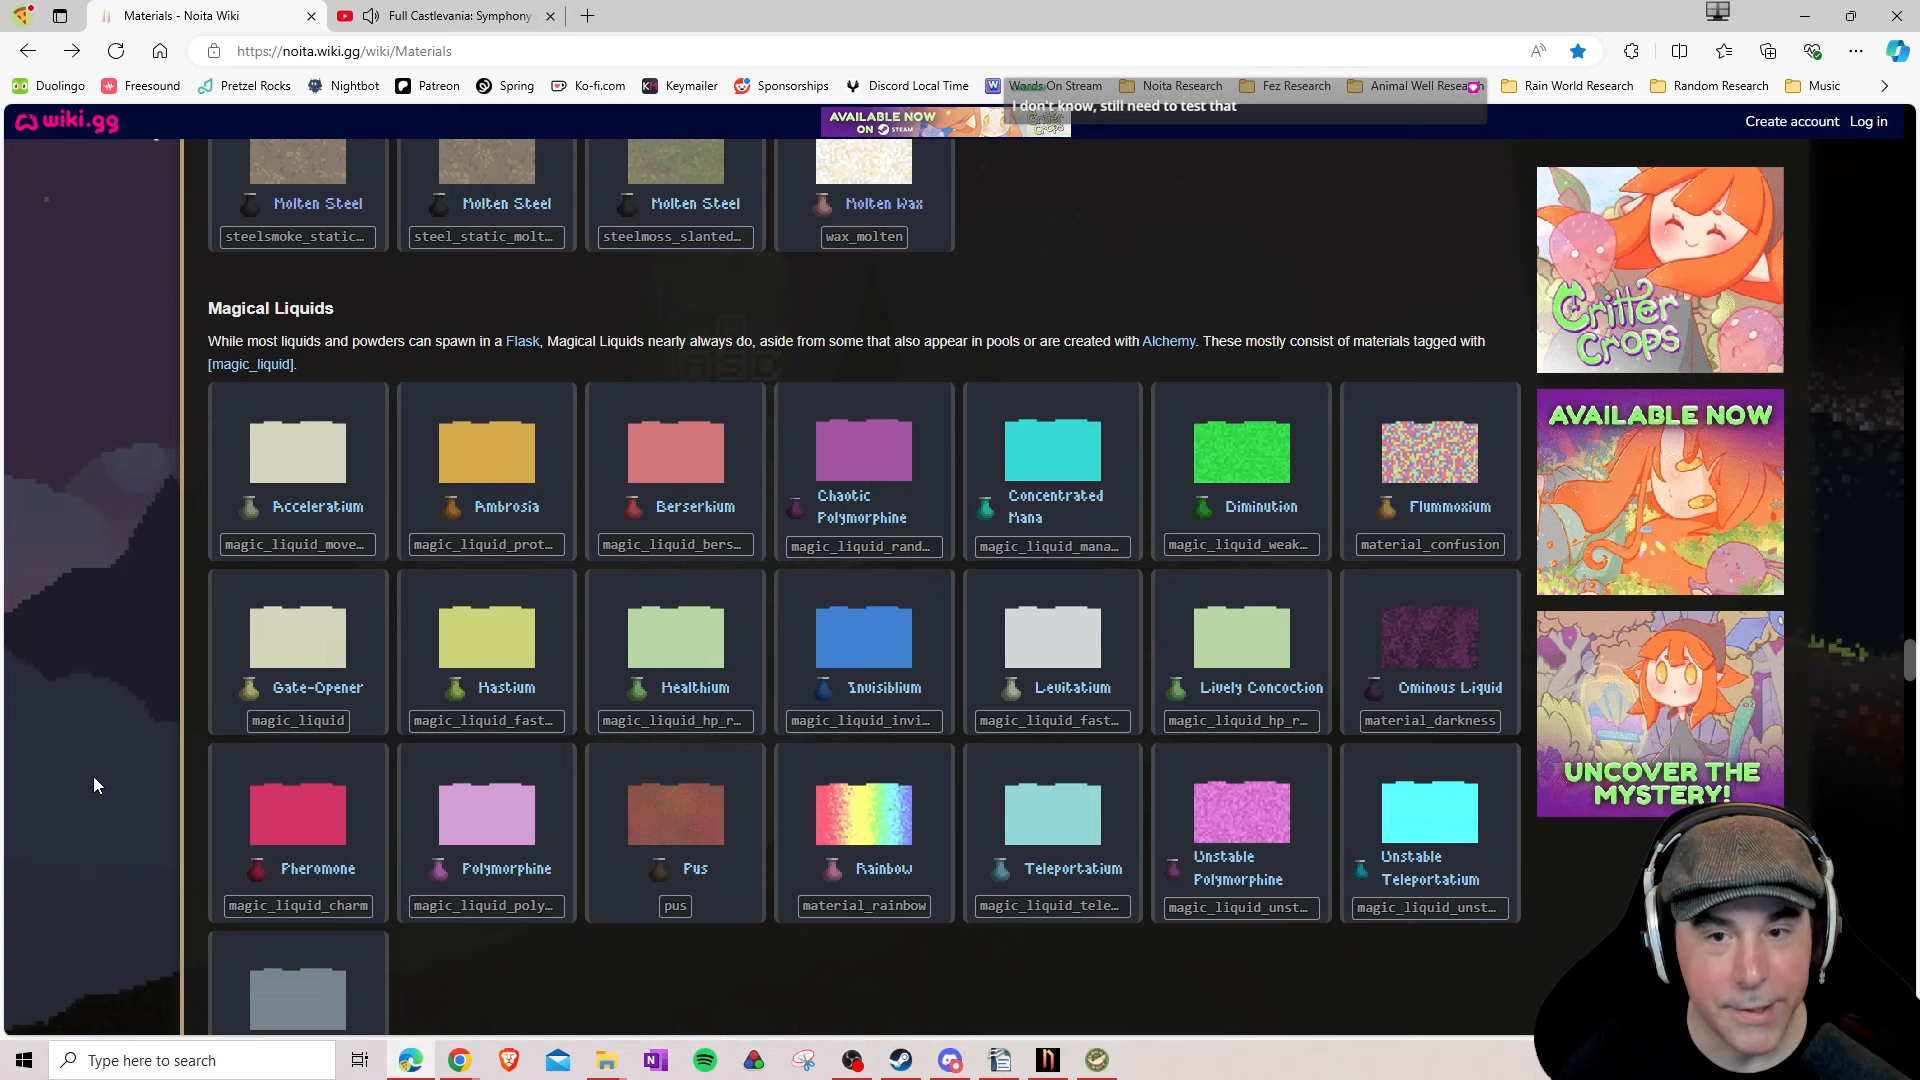 Materials - Noita Wiki
Full Castlevania: Symphony
https://noita.wiki.gg/wiki/Materials
Duolingo
Freesound
Pretzel Rocks
Nightbot
Patreon
Spring
Ko-fi.com
Keymailer
Sponsorships
Discord Local Time
Wands On Stream
Noita Research
Fez Research
Animal Well Research
Rain World Research
Random Research
Music
I don't know, still need to test that
wiki.gg
AVAILABLE NOW
ON STEAM
Critter
Crops
Create account
Log in
Molten Steel
Molten Steel
Molten Steel
Molten Wax
steelsmoke_static...
steel_static_molt...
steelmoss_slanted...
wax_molten
Magical Liquids
While most liquids and powders can spawn in a Flask, Magical Liquids nearly always do, aside from some that also appear in pools or are created with Alchemy. These mostly consist of materials tagged with
[magic_liquid].
Acceleratium
Ambrosia
Berserkium
Chaotic
Polymorphine
Concentrated
Mana
Diminution
Flummoxium
magic_liquid_move...
magic_liquid_prot...
magic_liquid_bers...
magic_liquid_rand...
magic_liquid_mana...
magic_liquid_weak...
material_confusion
Gate-Opener
Hastium
Healthium
Invisiblium
Levitatium
Lively Concoction
Ominous Liquid
magic_liquid
magic_liquid_fast...
magic_liquid_hp_r...
magic_liquid_invi...
magic_liquid_fast...
magic_liquid_hp_r...
material_darkness
Pheromone
Polymorphine
Pus
Rainbow
Teleportatium
Unstable
Polymorphine
Unstable
Teleportatium
magic_liquid_charm
magic_liquid_poly...
pus
material_rainbow
magic_liquid_tele...
magic_liquid_unst...
magic_liquid_unst...
Critter
Crops
AVAILABLE NOW
UNCOVER THE
MYSTERY!
Type here to search